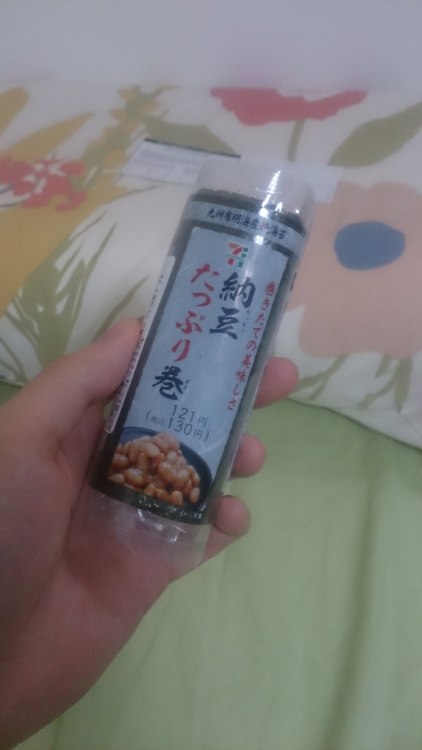 九州有明海産焼海苔
巻きたての美味しさ
納豆
たっぷり巻
121円
(税込130円)